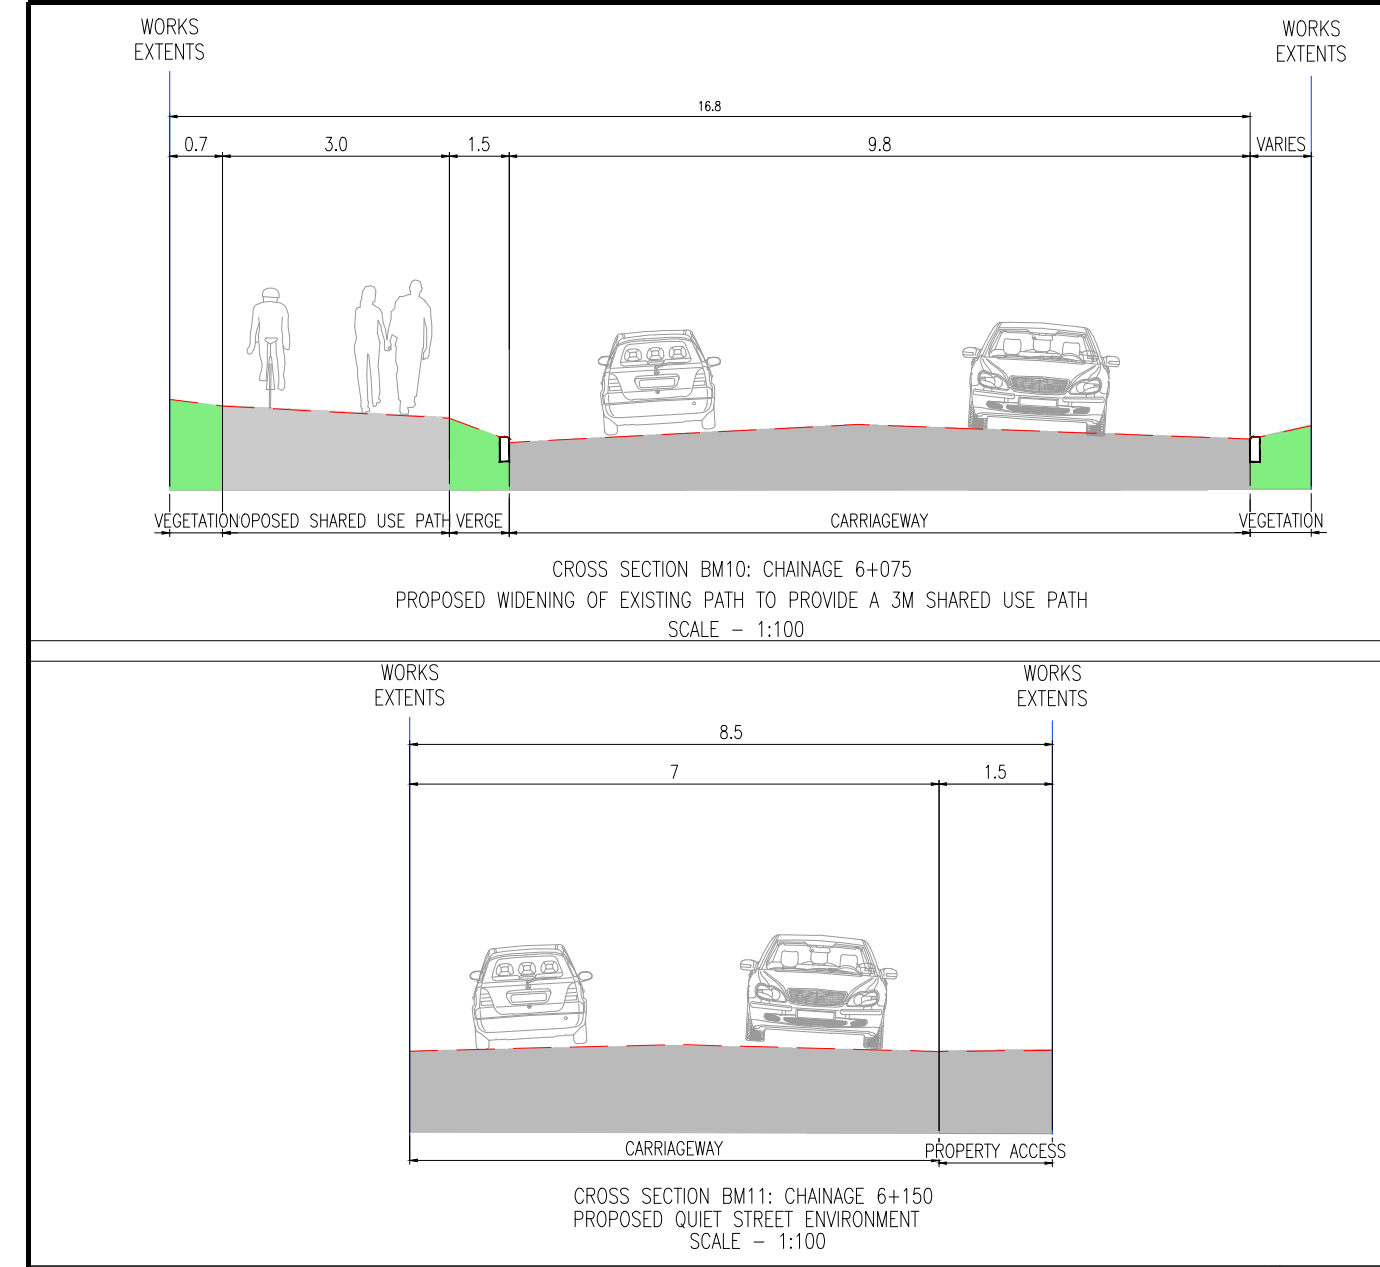 WORKS
EXTENTS
WORKS
EXTENTS
16.8
0.7 3.0 1.5 9.8 VARIES
VEGETATION OPOSED SHARED USE PATH VERGE CARRIAGEWAY VEGETATION
CROSS SECTION BM10: CHAINAGE 6+075
PROPOSED WIDENING OF EXISTING PATH TO PROVIDE A 3M SHARED USE PATH
SCALE – 1:100
WORKS
EXTENTS
WORKS
EXTENTS
8.5
7 1.5
CARRIAGEWAY PROPERTY ACCESS
CROSS SECTION BM11: CHAINAGE 6+150
PROPOSED QUIET STREET ENVIRONMENT
SCALE – 1:100